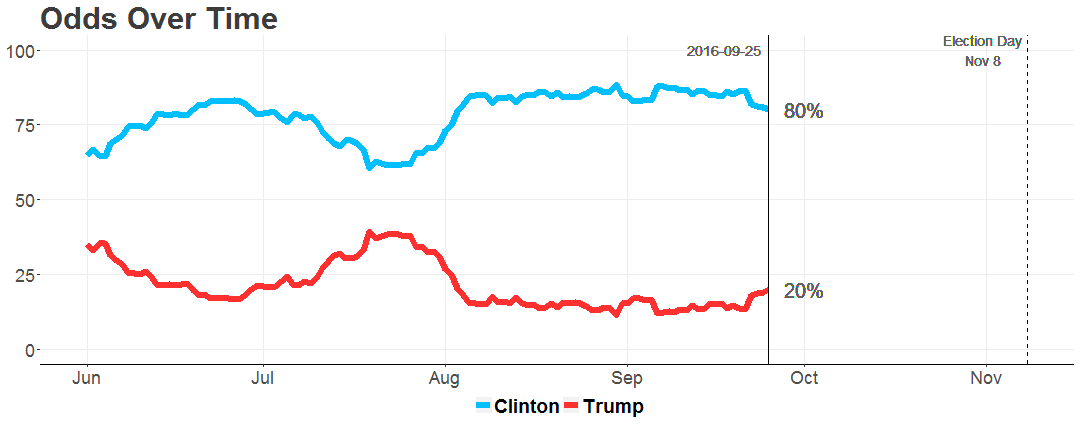 Odds Over Time
100
75
50
25
0
2016-09-25
Election Day
Nov 8
80%
20%
Jun Jul Aug Sep Oct Nov
Clinton Trump